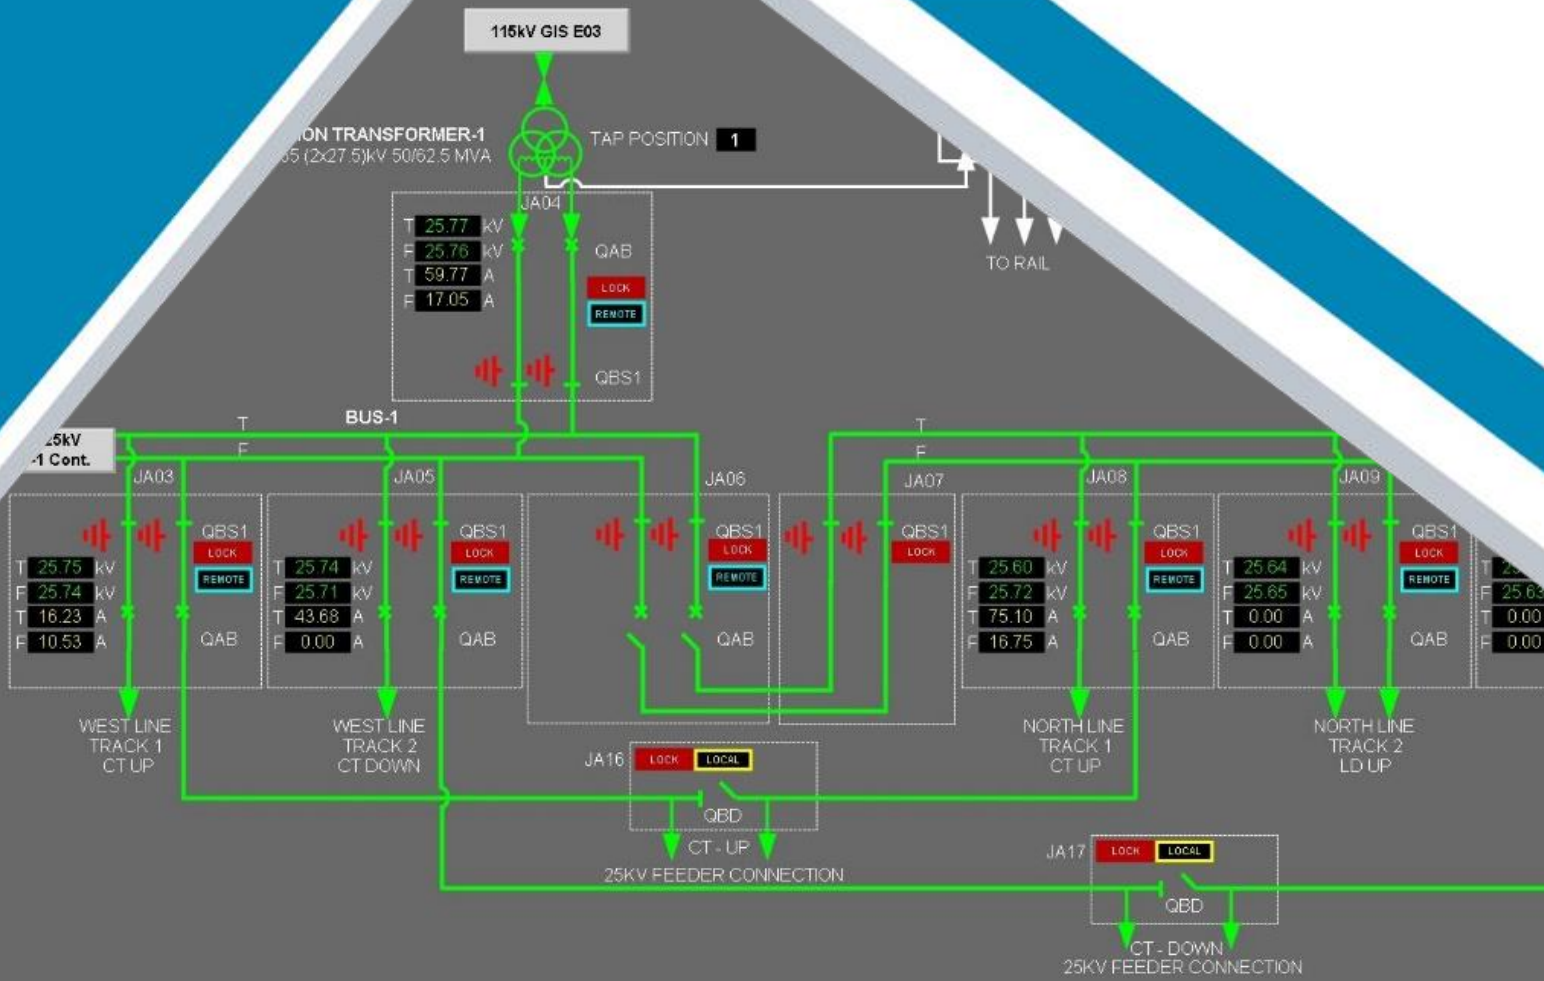 115kV GIS E03
TRANSFORMER-1
(2x27.5)kV 50/62.5 MVA
TAP POSITION 1
JA04
T 25.77 kV
F 25.76 kV
T 59.77 A
F 17.05 A
QAB
LOCK
REMOTE
QBS1
TO RAIL
BUS-1
T
F
T
F
25kV
-1 Cont.
JA03
QBS1
LOCK
REMOTE
T 25.75 kV
F 25.74 kV
T 16.23 A
F 10.53 A
QAB
WEST LINE
TRACK 1
CT UP
JA05
QBS1
LOCK
REMOTE
T 25.74 kV
F 25.71 kV
T 43.68 A
F 0.00 A
QAB
WEST LINE
TRACK 2
CT DOWN
JA06
QBS1
LOCK
REMOTE
QAB
JA07
QBS1
LOCK
JA08
QBS1
LOCK
REMOTE
T 25.60 kV
F 25.72 kV
T 75.10 A
F 16.75 A
QAB
NORTH LINE
TRACK 1
CT UP
JA09
QBS1
LOCK
REMOTE
T 25.64 kV
F 25.65 kV
T 0.00 A
F 0.00 A
QAB
NORTH LINE
TRACK 2
LD UP
T
F 25.63
T 0.00
F 0.00
JA16 LOCK LOCAL
QBD
CT - UP
25KV FEEDER CONNECTION
JA17 LOCK LOCAL
QBD
CT - DOWN
25KV FEEDER CONNECTION